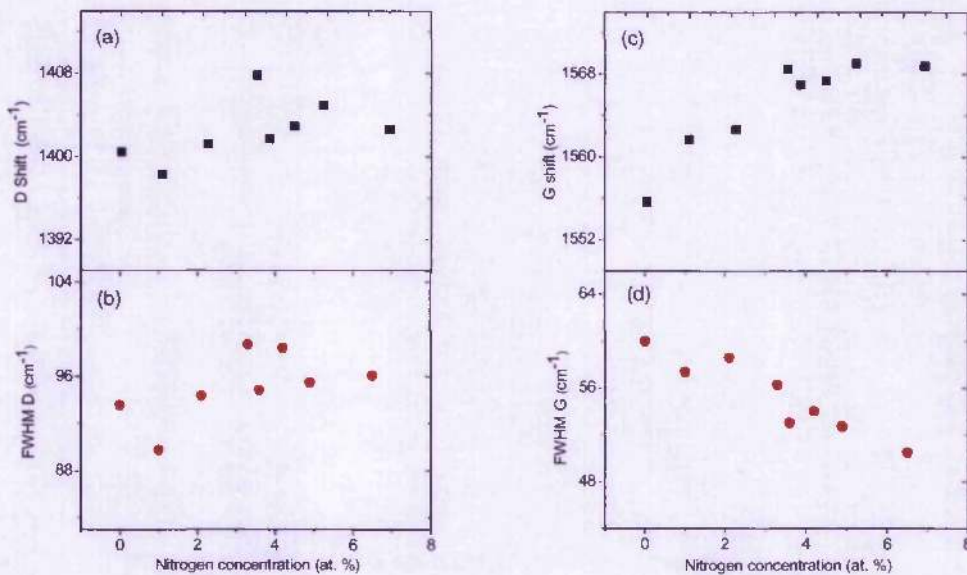 (a)
1408
1400
1392
D Shift (cm⁻¹)
(b)
104
96
88
FWHM D (cm⁻¹)
0 2 4 6 8
Nitrogen concentration (at. %)
(c)
1568
1560
1552
G shift (cm⁻¹)
(d)
64
56
48
FWHM G (cm⁻¹)
0 2 4 6 8
Nitrogen concentration (at. %)